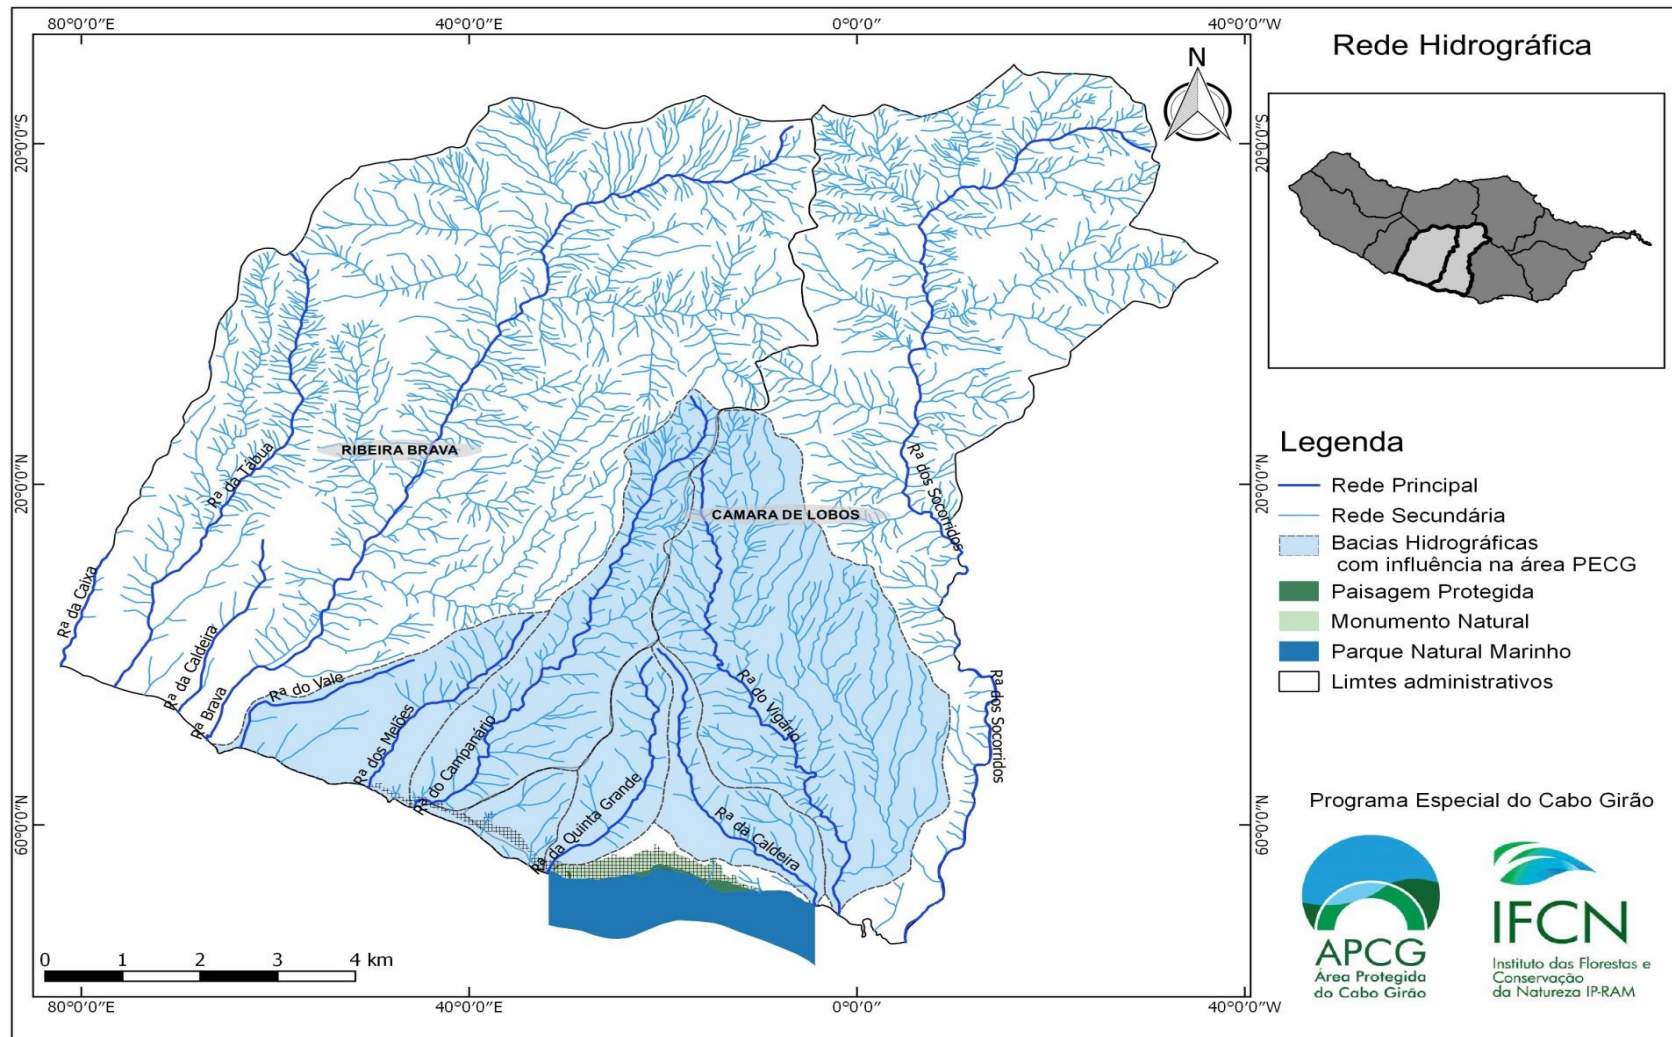 80°0'0"E
40°0'0"E
0°0'0"
40°0'0"W
Rede Hidrográfica
N
20°0'0"S
20°0'0"S
RIBEIRA BRAVA
Rª da Tábua
Rª dos Socorridos
Legenda
20°0'0"N
20°0'0"N
Rede Principal
CAMARA DE LOBOS
Rede Secundária
Bacias Hidrográficas
com influência na área PECG
Paisagem Protegida
Monumento Natural
Parque Natural Marinho
Limtes administrativos
Rª da Caixa
Rª da Caldeira
Rª Brava
Rª do Vale
Rª dos Melões
Rª do Campanário
Rª da Quinta Grande
Rª da Caldeira
Rª do Vigário
Rª dos Socorridos
60°0'0"N
60°0'0"N
Programa Especial do Cabo Girão
APCG
Área Protegida
do Cabo Girão
IFCN
Instituto das Florestas e
Conservação
da Natureza IP-RAM
0 1 2 3 4 km
80°0'0"E
40°0'0"E
0°0'0"
40°0'0"W